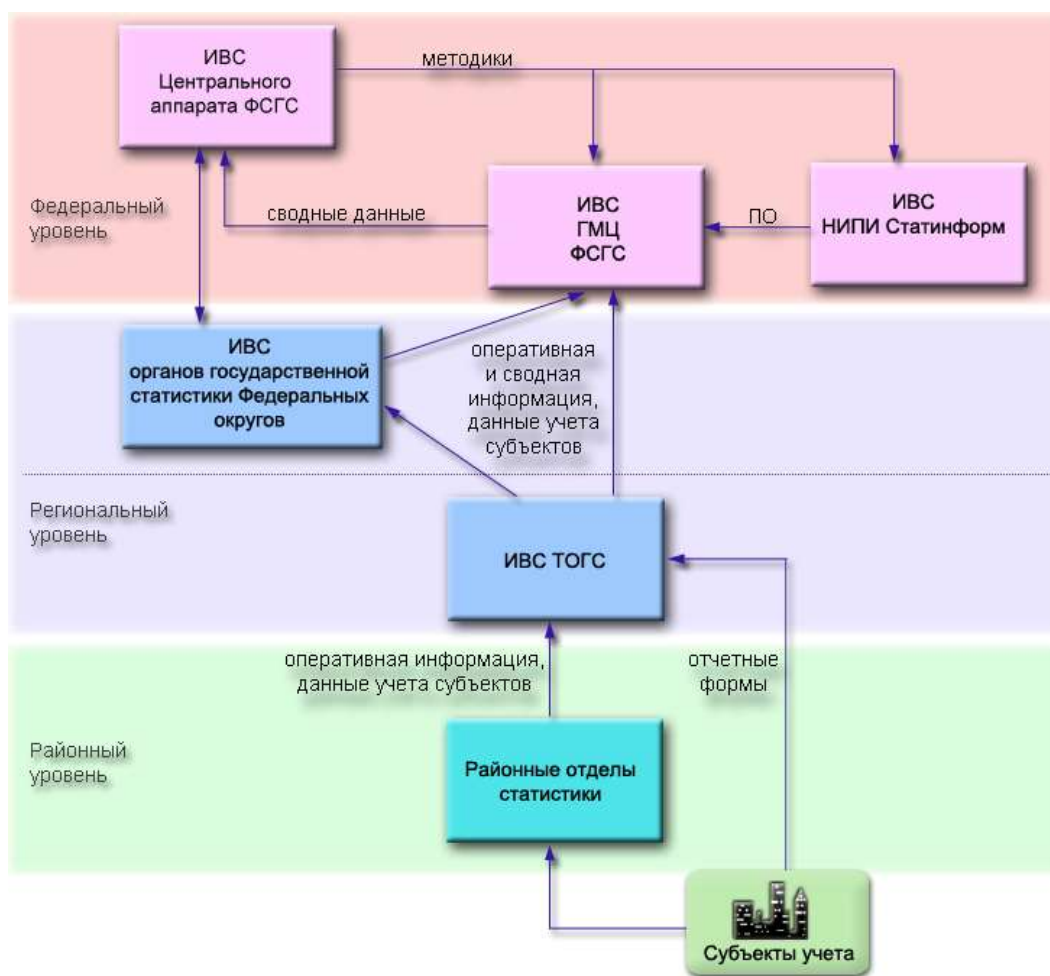 ИВС
Центрального
аппарата ФСГС
методики
Федеральный
уровень
сводные данные
ИВС
ГМЦ
ФСГС
ПО
ИВС
НИПИ Статинформ
ИВС
органов государственной
статистики Федеральных
округов
оперативная
и сводная
информация,
данные учета
субъектов
Региональный
уровень
ИВС ТОГС
оперативная информация,
данные учета субъектов
отчетные
формы
Районный
уровень
Районные отделы
статистики
Субъекты учета